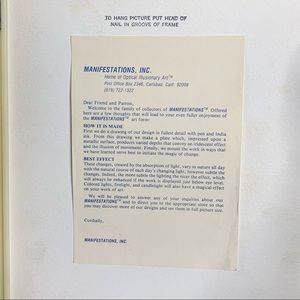 TO HANG PICTURE PUT HEAD OF
NAIL IN GROOVE OF FRAME
MANIFESTATIONS, INC.
Home of Optical Illusionary Art™
Post Office Box 2346, Carlsbad, Calif. 92008
(619) 722-1322
Dear Friend and Patron,
Welcome to the family of collectors of MANIFESTATIONS™. Offered
here are a few thoughts that will lead to your even fuller enjoyment of
the MANIFESTATIONS™ art form:
HOW IT IS MADE
First we do a drawing of our design in fullest detail with pen and India
ink. From this drawing we make a plate which, impressed upon a
metallic surface, produces varied depths that convey an iridescent effect
and the illusion of movement. Finally, we mount the work in ways that
we have learned serve best to initiate the magic of change.
BEST EFFECT
These changes, created by the absorption of light, vary in nature all day
with the natural course of each day's changing light, however subtle the
changes. Indeed, the more subtle the lighting the nicer the effect, which
will always be enhanced if the work is displayed just below eye level.
Colored lights, firelight, and candlelight will also have a magical effect
on your work of art.
We will be pleased to answer any of your inquiries about our
MANIFESTATIONS™ and to direct you to the appropriate store so that
you may discover more of our design and see them in full picture size.
Cordially,
MANIFESTATIONS, INC.